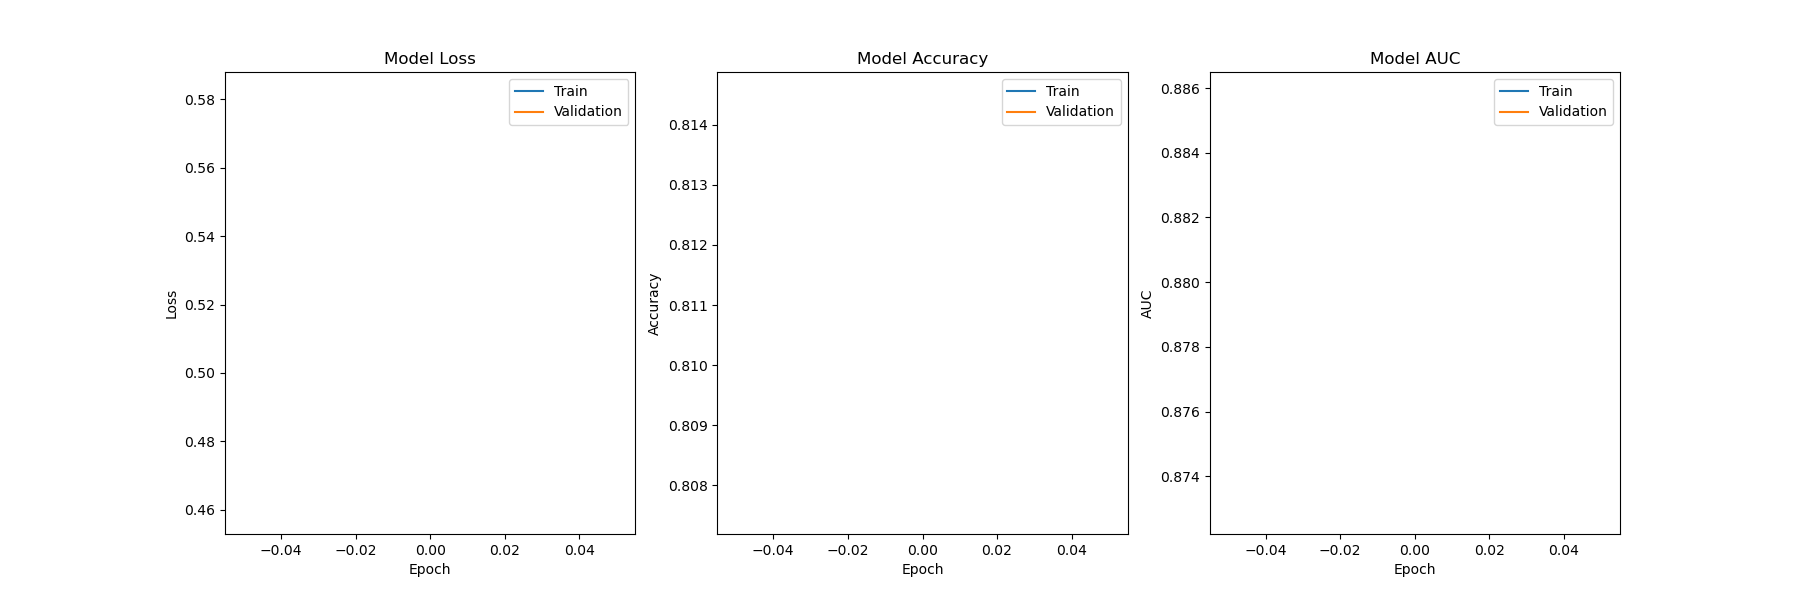 Model Loss
Train
Validation
0.58
0.56
0.54
0.52
0.50
0.48
0.46
Loss
−0.04 −0.02 0.00 0.02 0.04
Epoch
Model Accuracy
Train
Validation
0.814
0.813
0.812
0.811
0.810
0.809
0.808
Accuracy
−0.04 −0.02 0.00 0.02 0.04
Epoch
Model AUC
Train
Validation
0.886
0.884
0.882
0.880
0.878
0.876
0.874
AUC
−0.04 −0.02 0.00 0.02 0.04
Epoch